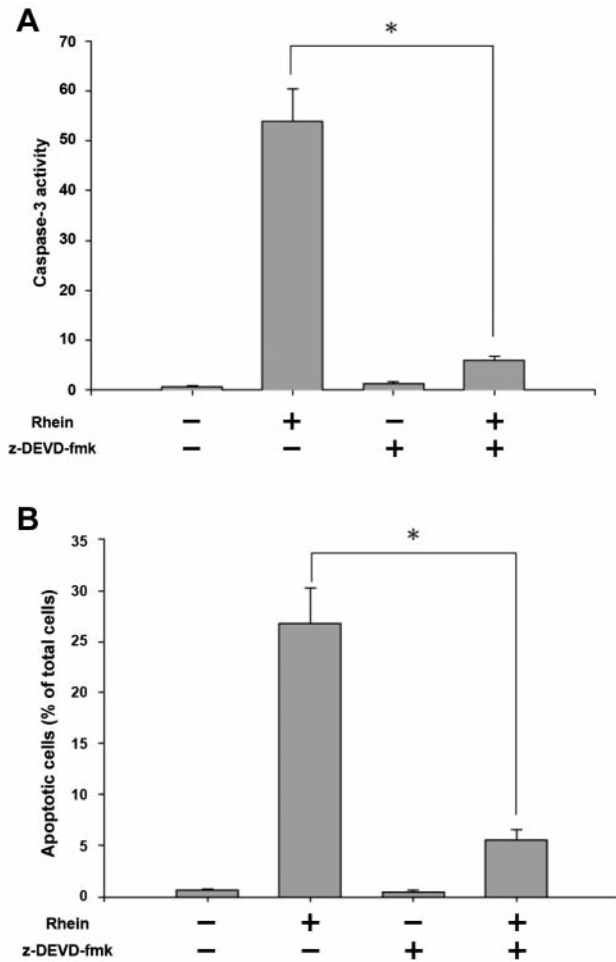 A
Caspase-3 activity
70
60
50
40
30
20
10
0
*
Rhein − + − +
z-DEVD-fmk − − + +
B
Apoptotic cells (% of total cells)
35
30
25
20
15
10
5
0
*
Rhein − + − +
z-DEVD-fmk − − + +